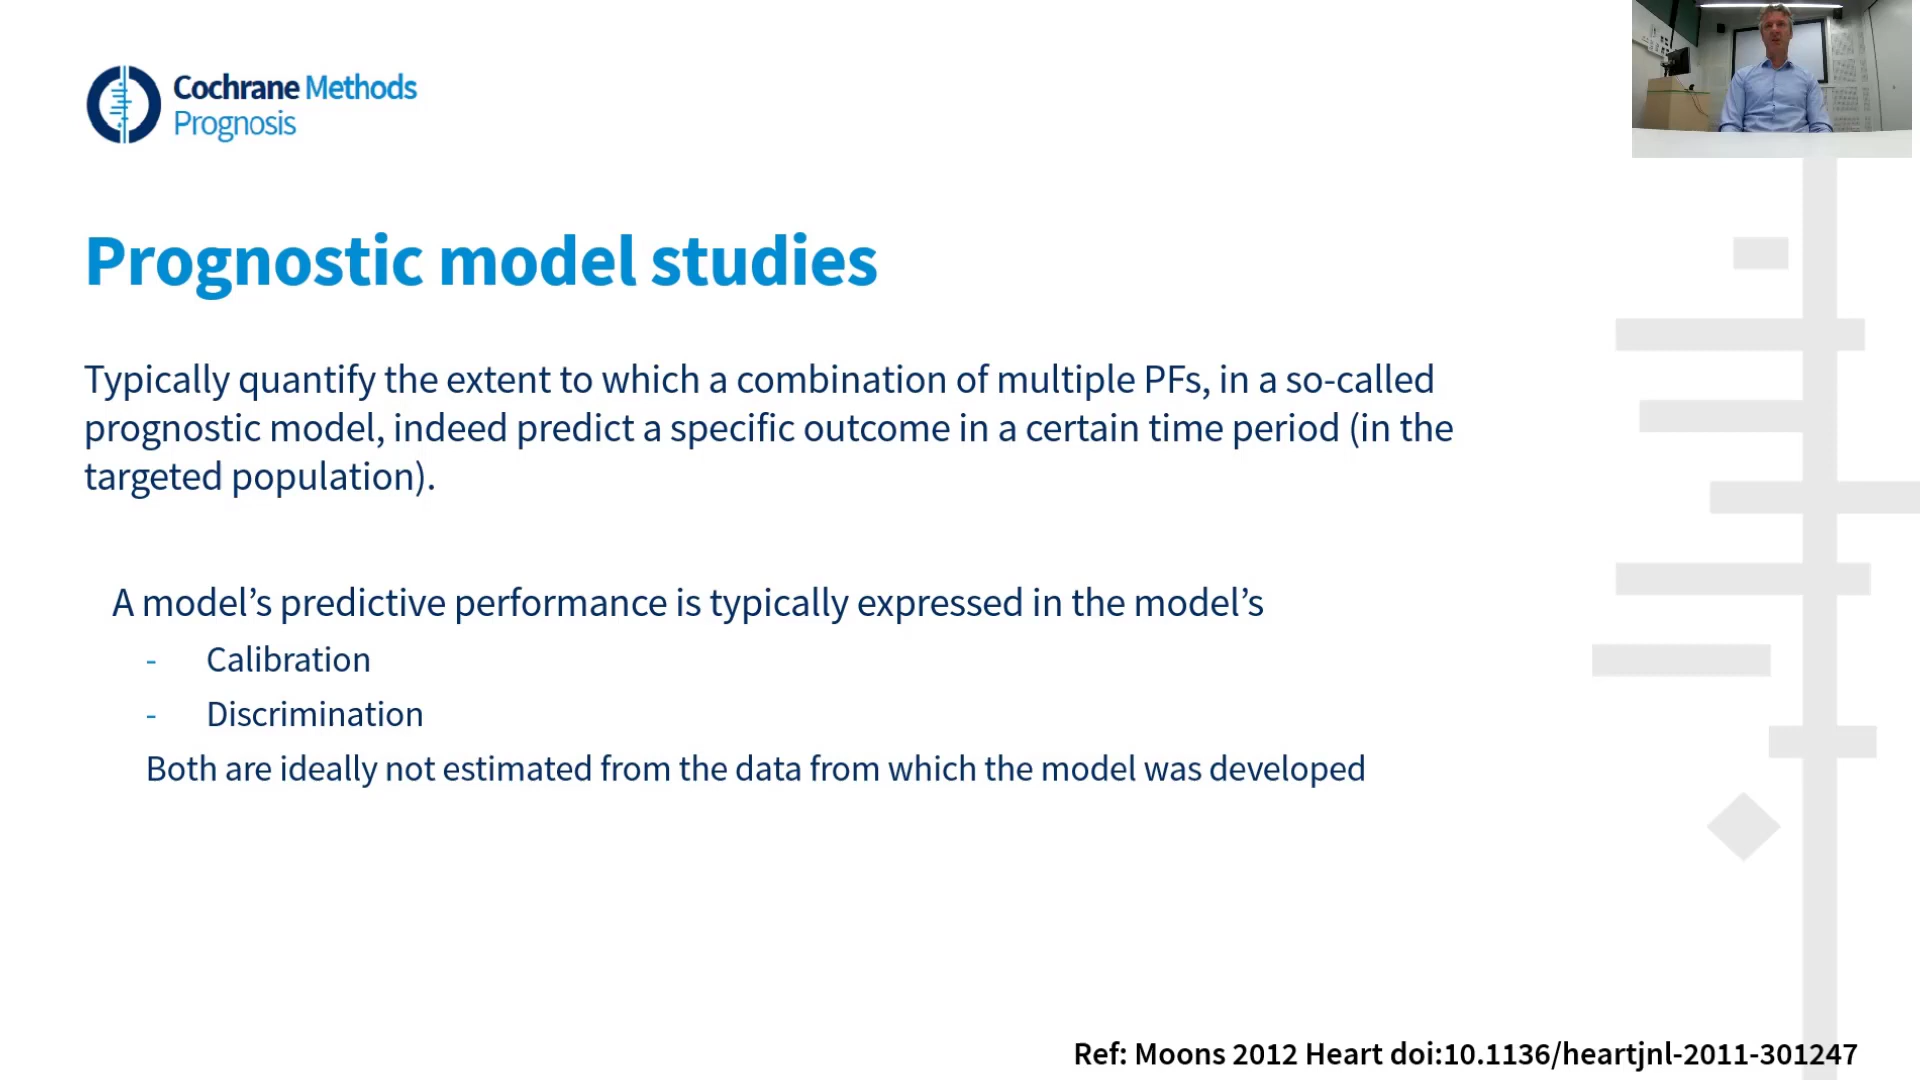 Cochrane Methods
Prognosis
Prognostic model studies
Typically quantify the extent to which a combination of multiple PFs, in a so-called
prognostic model, indeed predict a specific outcome in a certain time period (in the
targeted population).
A model’s predictive performance is typically expressed in the model’s
- Calibration
- Discrimination
Both are ideally not estimated from the data from which the model was developed
Ref: Moons 2012 Heart doi:10.1136/heartjnl-2011-301247